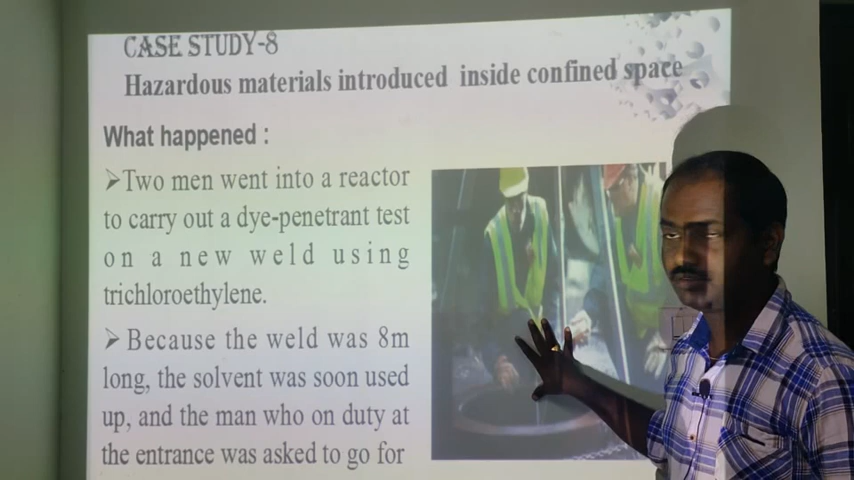 CASE STUDY-8
Hazardous materials introduced inside confined space
What happened :
➢Two men went into a reactor
to carry out a dye-penetrant test
on a new weld using
trichloroethylene.
➢ Because the weld was 8m
long, the solvent was soon used
up, and the man who on duty at
the entrance was asked to go for